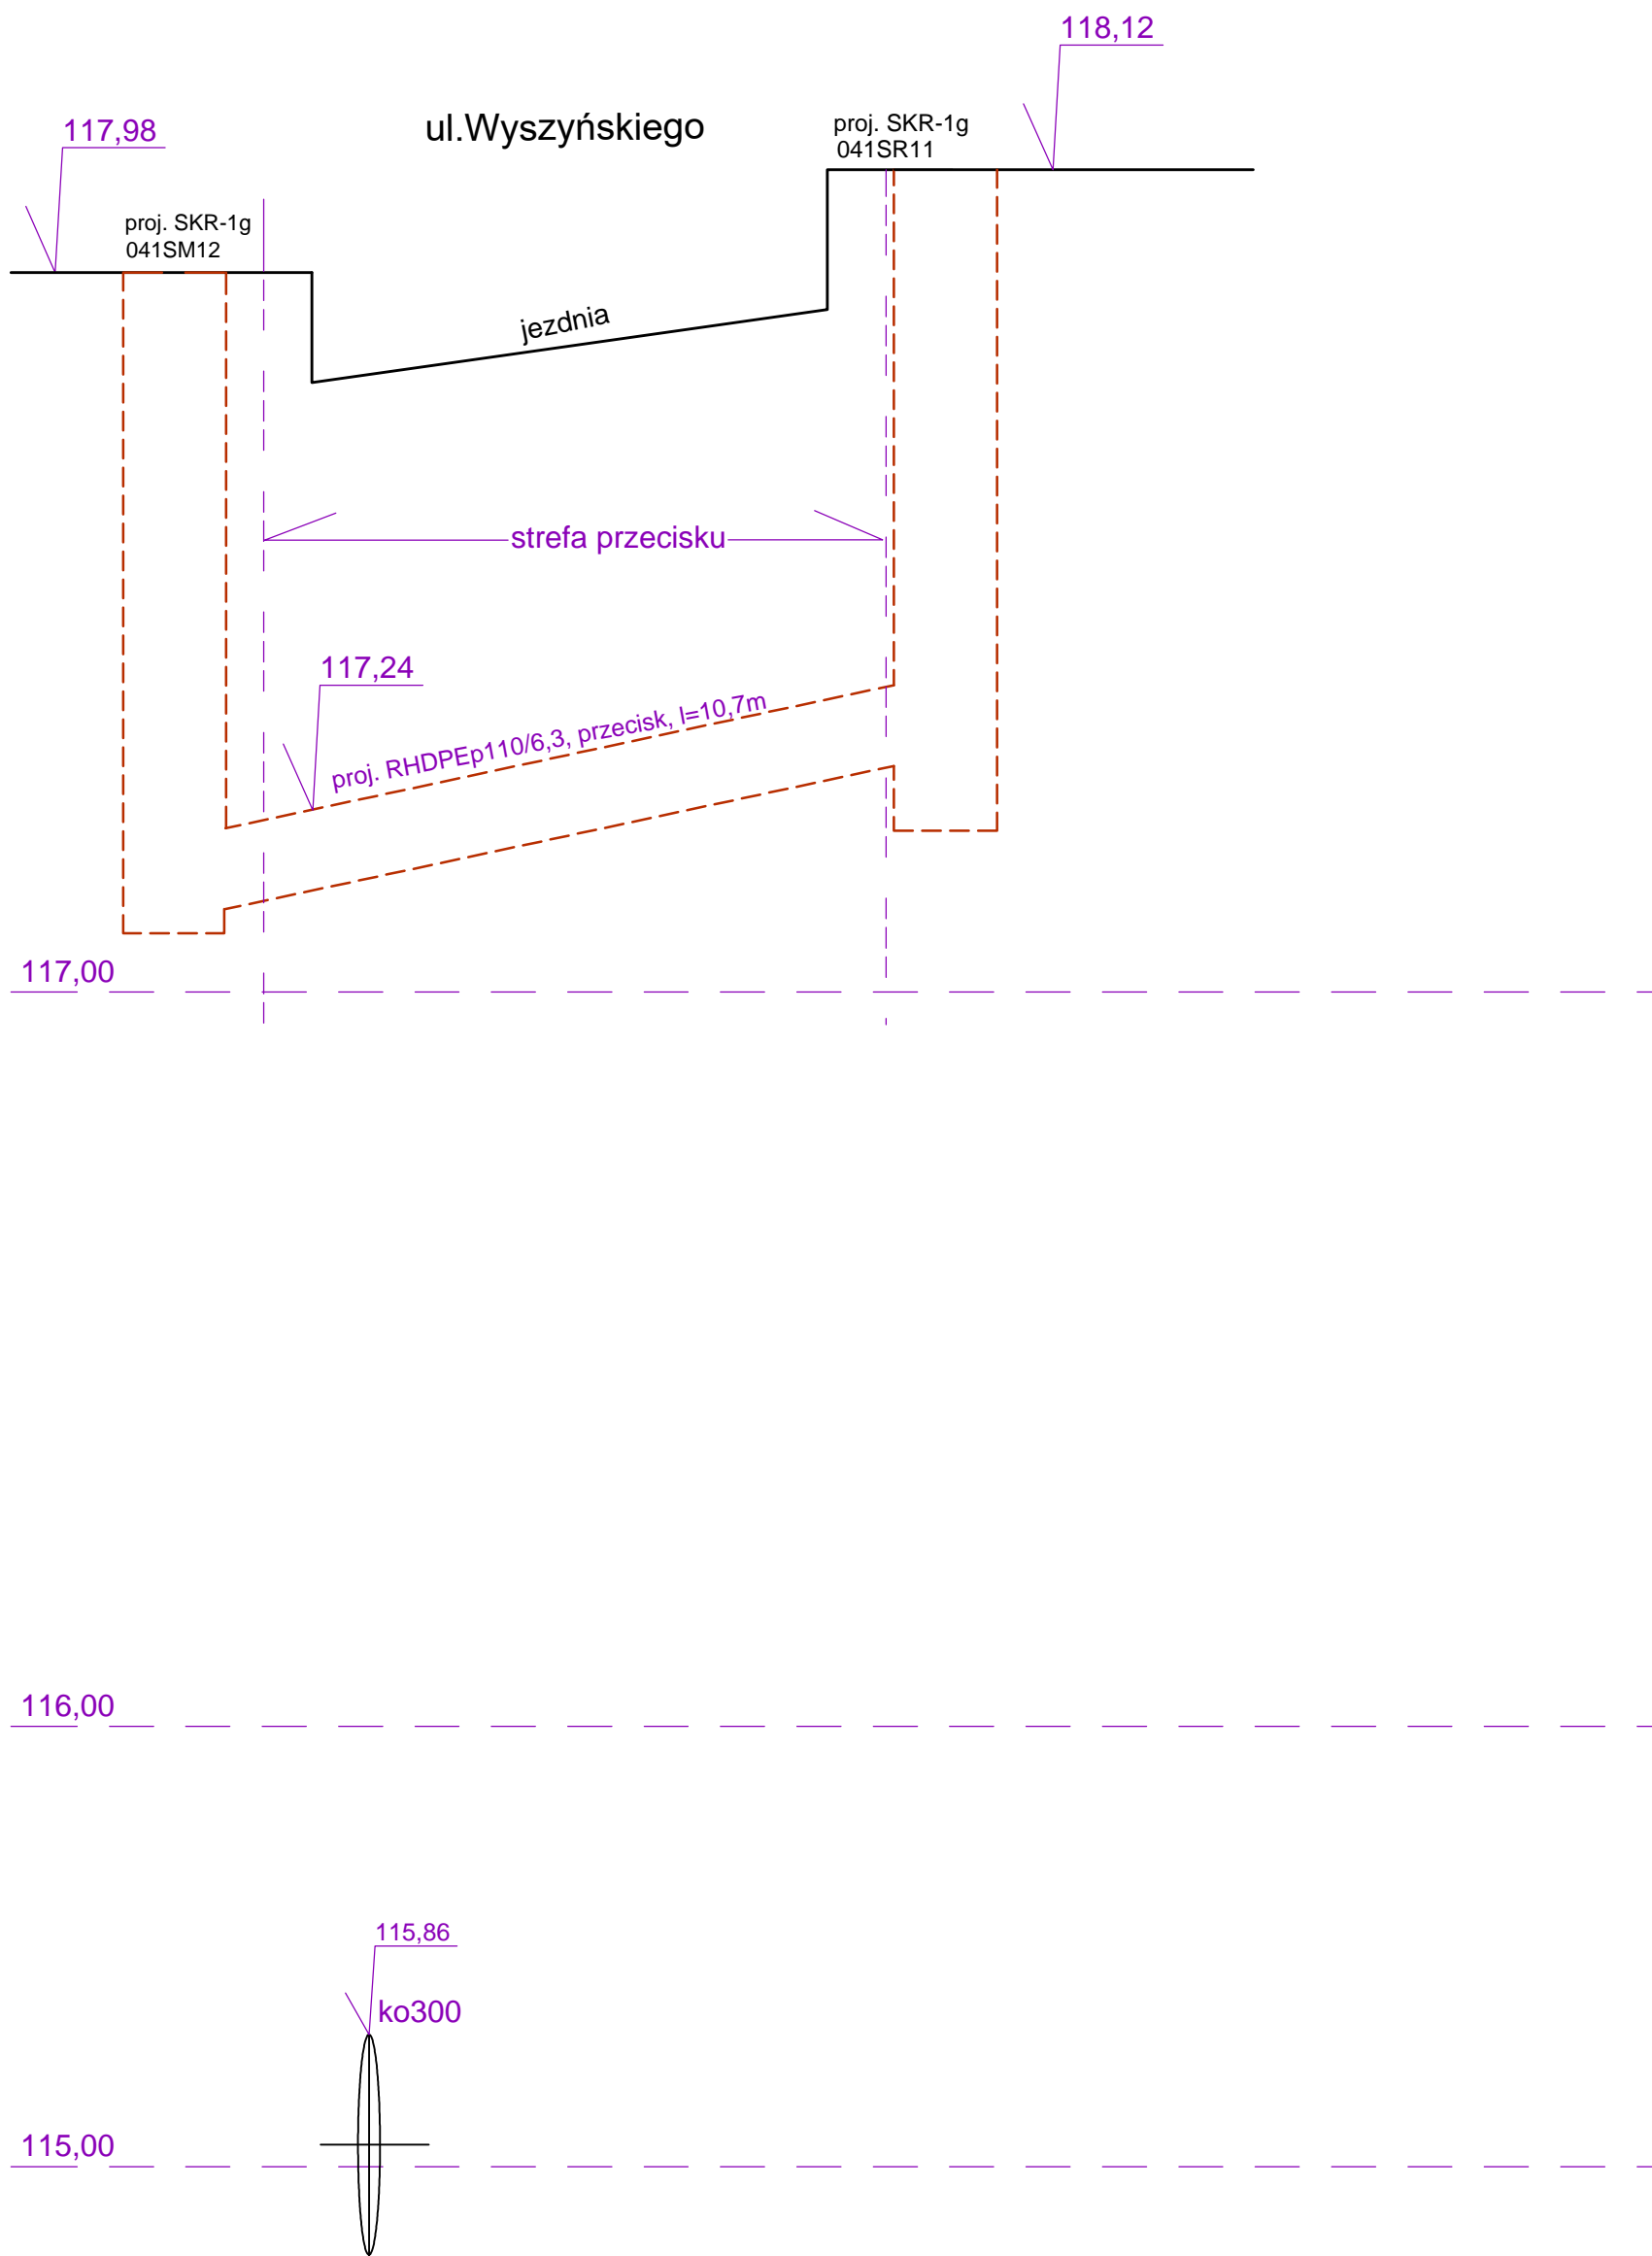 118,12
117,98
ul.Wyszyńskiego
proj. SKR-1g
041SR11
proj. SKR-1g
041SM12
jezdnia
strefa przecisku
117,24
proj. RHDPEp110/6,3, przecisk, l=10,7m
117,00
116,00
115,86
ko300
115,00